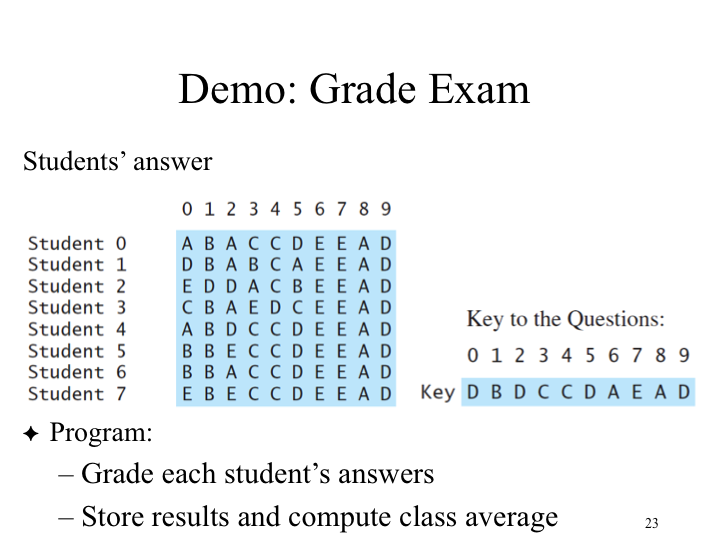 Demo: Grade Exam
Students’ answer
0 1 2 3 4 5 6 7 8 9
Student 0 A B A C C D E E A D
Student 1 D B A B C A E E A D
Student 2 E D D A C B E E A D
Student 3 C B A E D C E E A D
Student 4 A B D C C D E E A D
Student 5 B B E C C D E E A D
Student 6 B B A C C D E E A D
Student 7 E B E C C D E E A D
Key to the Questions:
0 1 2 3 4 5 6 7 8 9
Key D B D C C D A E A D
✦ Program:
– Grade each student’s answers
– Store results and compute class average
23